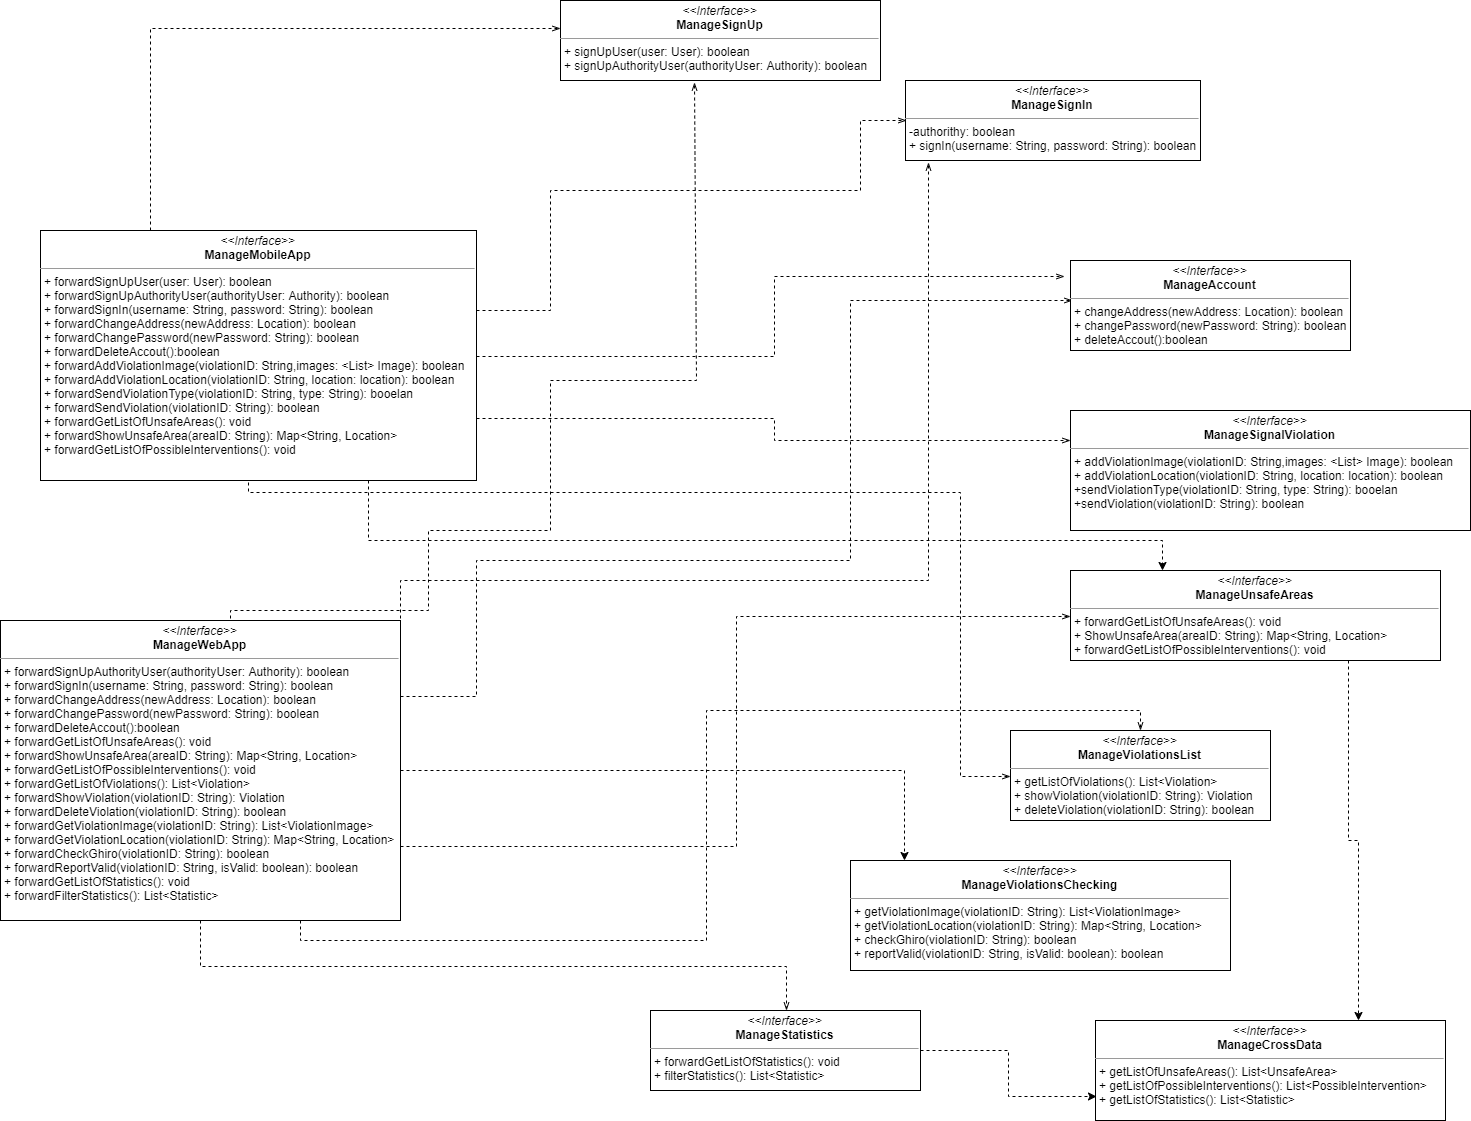 <<Interface>>
ManageSignUp
+ signUpUser(user: User): boolean
+ signUpAuthorityUser(authorityUser: Authority): boolean
<<Interface>>
ManageSignIn
-authorithy: boolean
+ signIn(username: String, password: String): boolean
<<Interface>>
ManageMobileApp
+ forwardSignUpUser(user: User): boolean
+ forwardSignUpAuthorityUser(authorityUser: Authority): boolean
+ forwardSignIn(username: String, password: String): boolean
+ forwardChangeAddress(newAddress: Location): boolean
+ forwardChangePassword(newPassword: String): boolean
+ forwardDeleteAccout():boolean
+ forwardAddViolationImage(violationID: String,images: <List> Image): boolean
+ forwardAddViolationLocation(violationID: String, location: location): boolean
+ forwardSendViolationType(violationID: String, type: String): booelan
+ forwardSendViolation(violationID: String): boolean
+ forwardGetListOfUnsafeAreas(): void
+ forwardShowUnsafeArea(areaID: String): Map<String, Location>
+ forwardGetListOfPossibleInterventions(): void
<<Interface>>
ManageAccount
+ changeAddress(newAddress: Location): boolean
+ changePassword(newPassword: String): boolean
+ deleteAccout():boolean
<<Interface>>
ManageSignalViolation
+ addViolationImage(violationID: String,images: <List> Image): boolean
+ addViolationLocation(violationID: String, location: location): boolean
+sendViolationType(violationID: String, type: String): booelan
+sendViolation(violationID: String): boolean
<<Interface>>
ManageUnsafeAreas
+ forwardGetListOfUnsafeAreas(): void
+ ShowUnsafeArea(areaID: String): Map<String, Location>
+ forwardGetListOfPossibleInterventions(): void
<<Interface>>
ManageWebApp
+ forwardSignUpAuthorityUser(authorityUser: Authority): boolean
+ forwardSignIn(username: String, password: String): boolean
+ forwardChangeAddress(newAddress: Location): boolean
+ forwardChangePassword(newPassword: String): boolean
+ forwardDeleteAccout():boolean
+ forwardGetListOfUnsafeAreas(): void
+ forwardShowUnsafeArea(areaID: String): Map<String, Location>
+ forwardGetListOfPossibleInterventions(): void
+ forwardGetListOfViolations(): List<Violation>
+ forwardShowViolation(violationID: String): Violation
+ forwardDeleteViolation(violationID: String): boolean
+ forwardGetViolationImage(violationID: String): List<ViolationImage>
+ forwardGetViolationLocation(violationID: String): Map<String, Location>
+ forwardCheckGhiro(violationID: String): boolean
+ forwardReportValid(violationID: String, isValid: boolean): boolean
+ forwardGetListOfStatistics(): void
+ forwardFilterStatistics(): List<Statistic>
<<Interface>>
ManageViolationsList
+ getListOfViolations(): List<Violation>
+ showViolation(violationID: String): Violation
+ deleteViolation(violationID: String): boolean
<<Interface>>
ManageViolationsChecking
+ getViolationImage(violationID: String): List<ViolationImage>
+ getViolationLocation(violationID: String): Map<String, Location>
+ checkGhiro(violationID: String): boolean
+ reportValid(violationID: String, isValid: boolean): boolean
<<Interface>>
ManageStatistics
+ forwardGetListOfStatistics(): void
+ filterStatistics(): List<Statistic>
<<Interface>>
ManageCrossData
+ getListOfUnsafeAreas(): List<UnsafeArea>
+ getListOfPossibleInterventions(): List<PossibleIntervention>
+ getListOfStatistics(): List<Statistic>